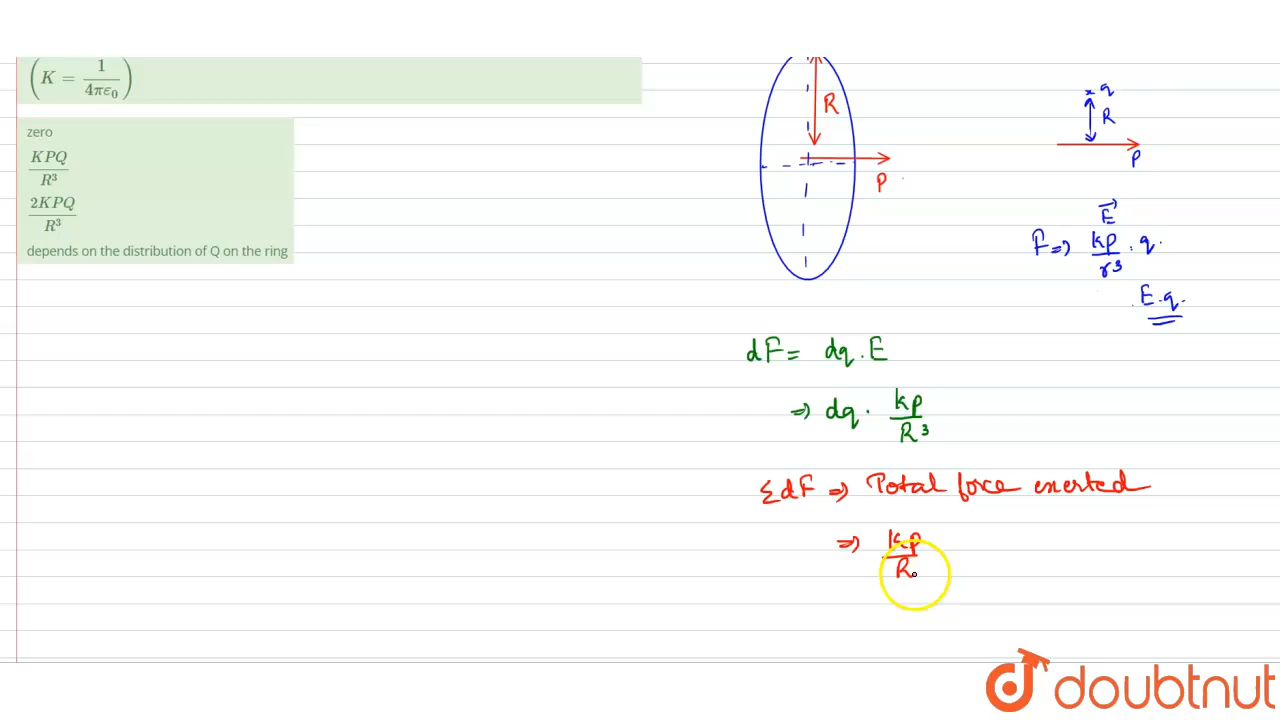 (K = 1/4πε₀)
zero
KPQ/R³
2KPQ/R³
depends on the distribution of Q on the ring
R
P
q
R
P
E⃗
F ⇒ kp/r³ . q.
E.q.
dF = dq . E
⇒ dq . kp/R³
ΣdF ⇒ Total force exerted
⇒ kp/R
doubtnut